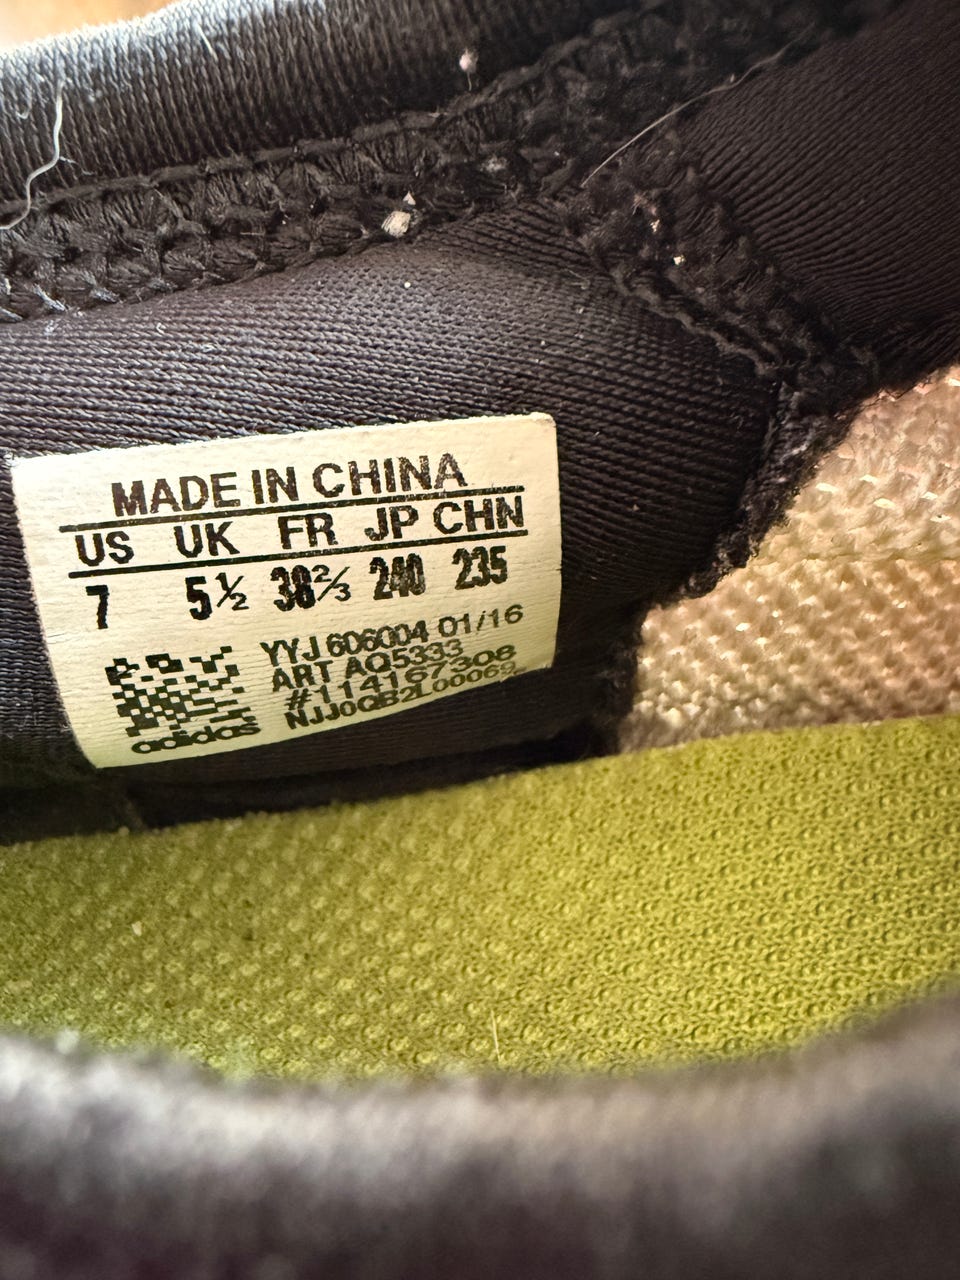 MADE IN CHINA
US UK FR JP CHN
7 5½ 38⅔ 240 235
YYJ 606004 01/16
ART AQ5333
#114167308
NJJ0QB2L00069
adidas